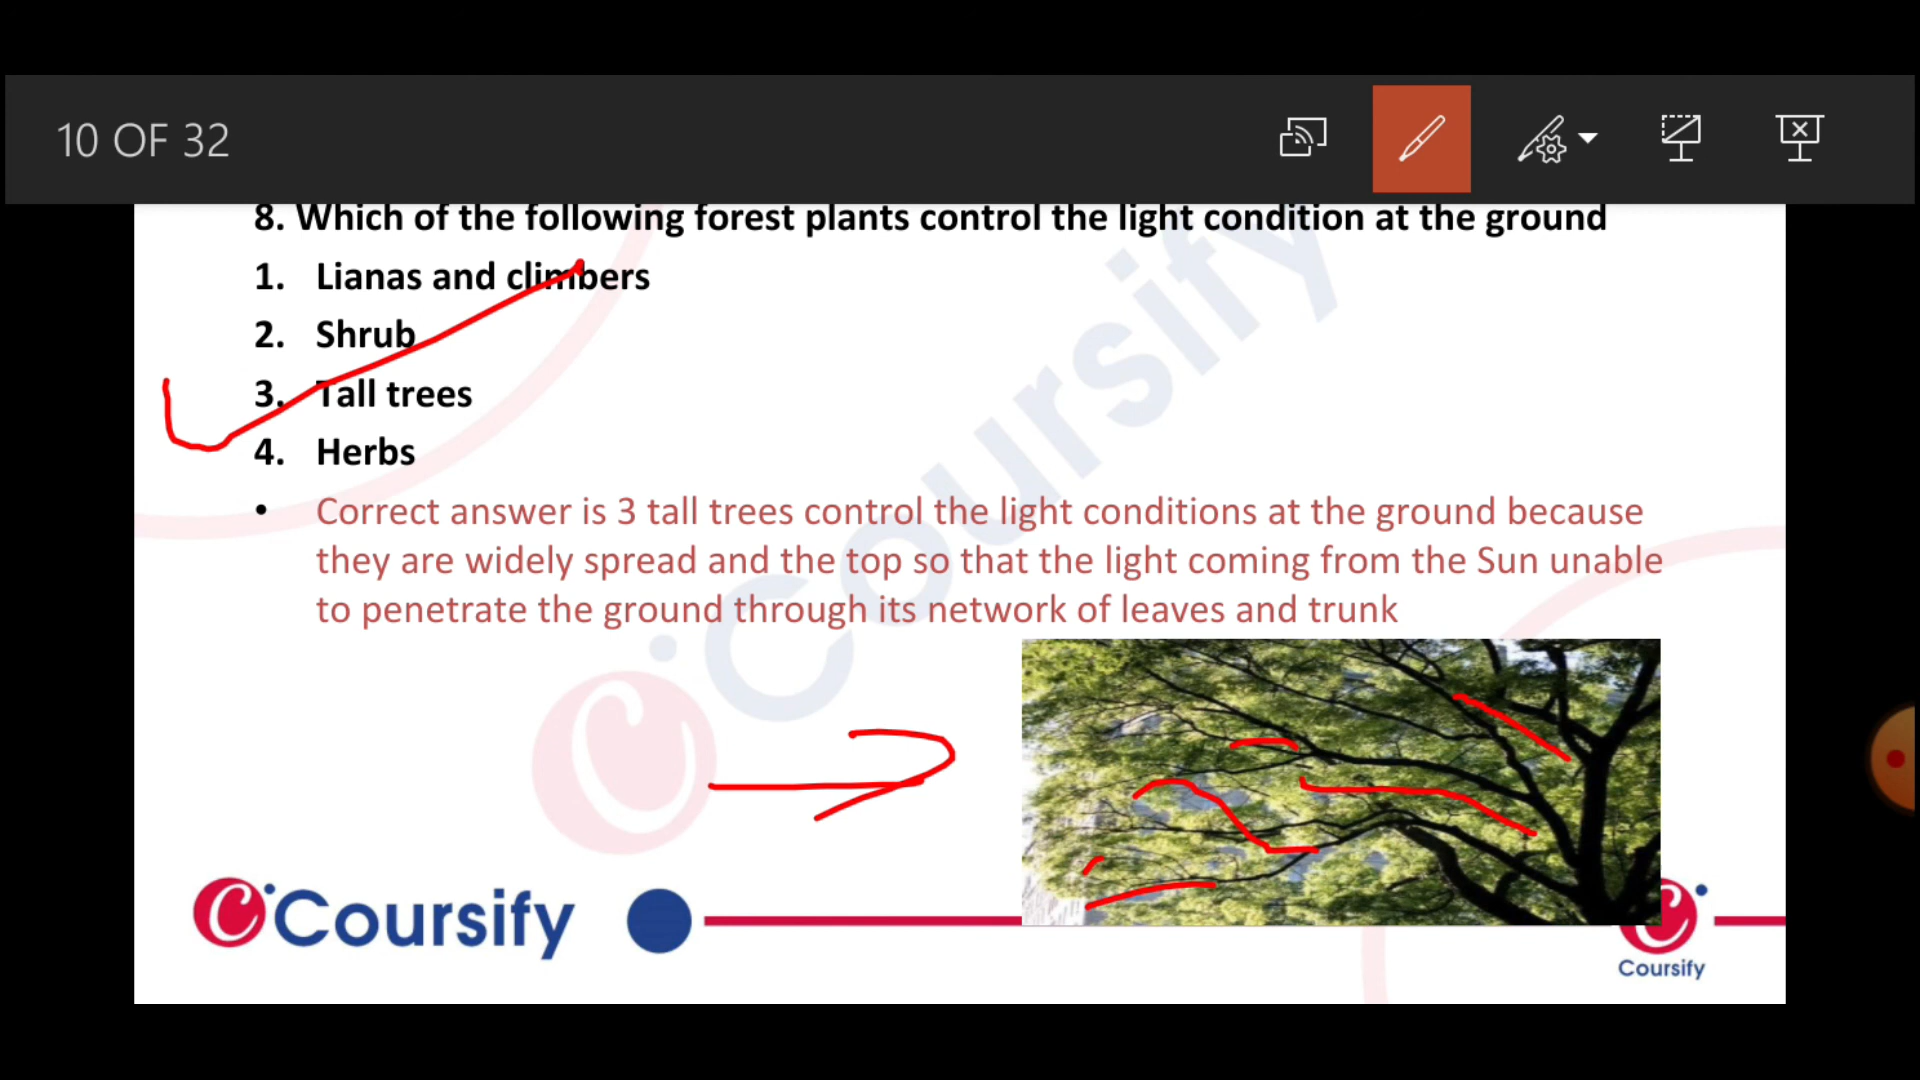 10 OF 32
8. Which of the following forest plants control the light condition at the ground
1. Lianas and climbers
2. Shrub
3. Tall trees
4. Herbs
• Correct answer is 3 tall trees control the light conditions at the ground because
they are widely spread and the top so that the light coming from the Sun unable
to penetrate the ground through its network of leaves and trunk
Coursify
Coursify
Coursify